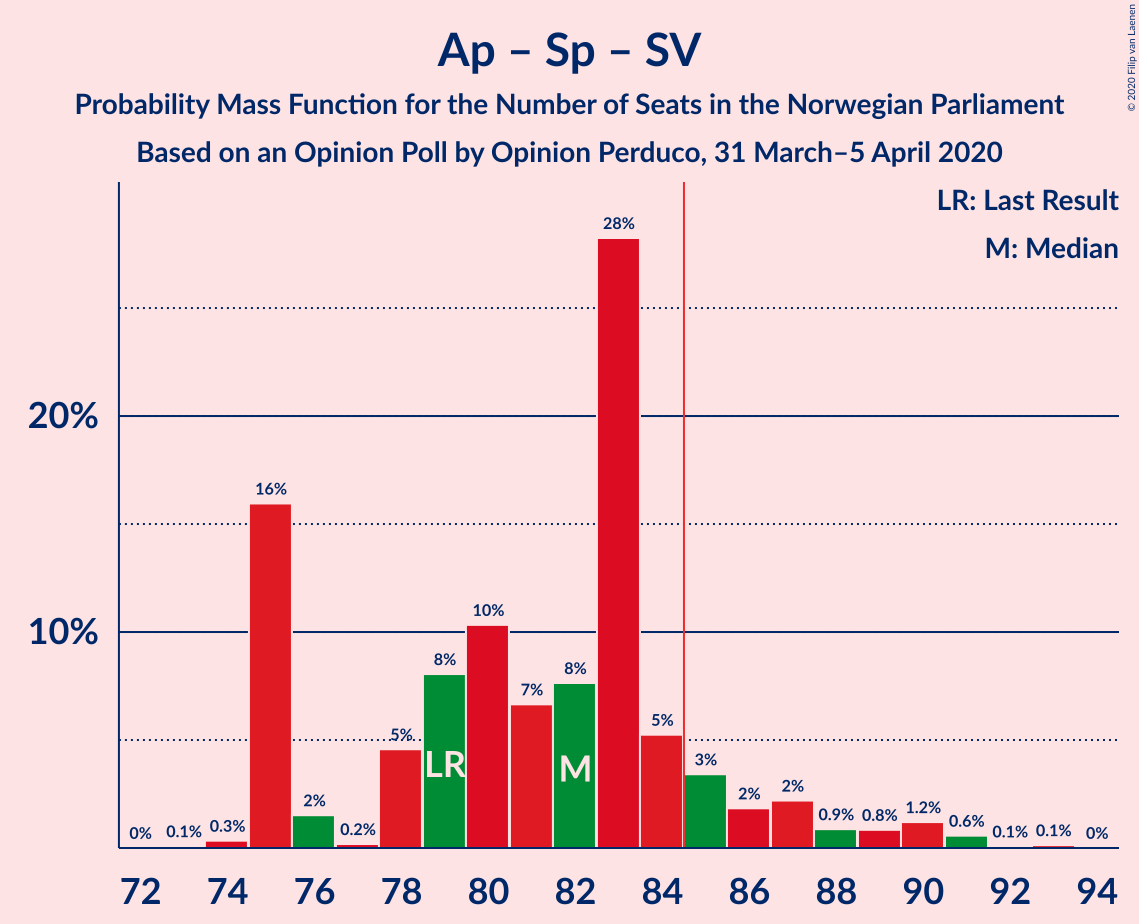 Ap – Sp – SV
Probability Mass Function for the Number of Seats in the Norwegian Parliament
Based on an Opinion Poll by Opinion Perduco, 31 March–5 April 2020
© 2020 Filip van Laenen
LR: Last Result
M: Median
28%
20%
16%
10%
10%
8%
8%
7%
5%
5%
LR
M
3%
2%
2%
2%
0%
0.1%
0.3%
0.2%
0.9%
0.8%
1.2%
0.6%
0.1%
0.1%
0%
72 74 76 78 80 82 84 86 88 90 92 94